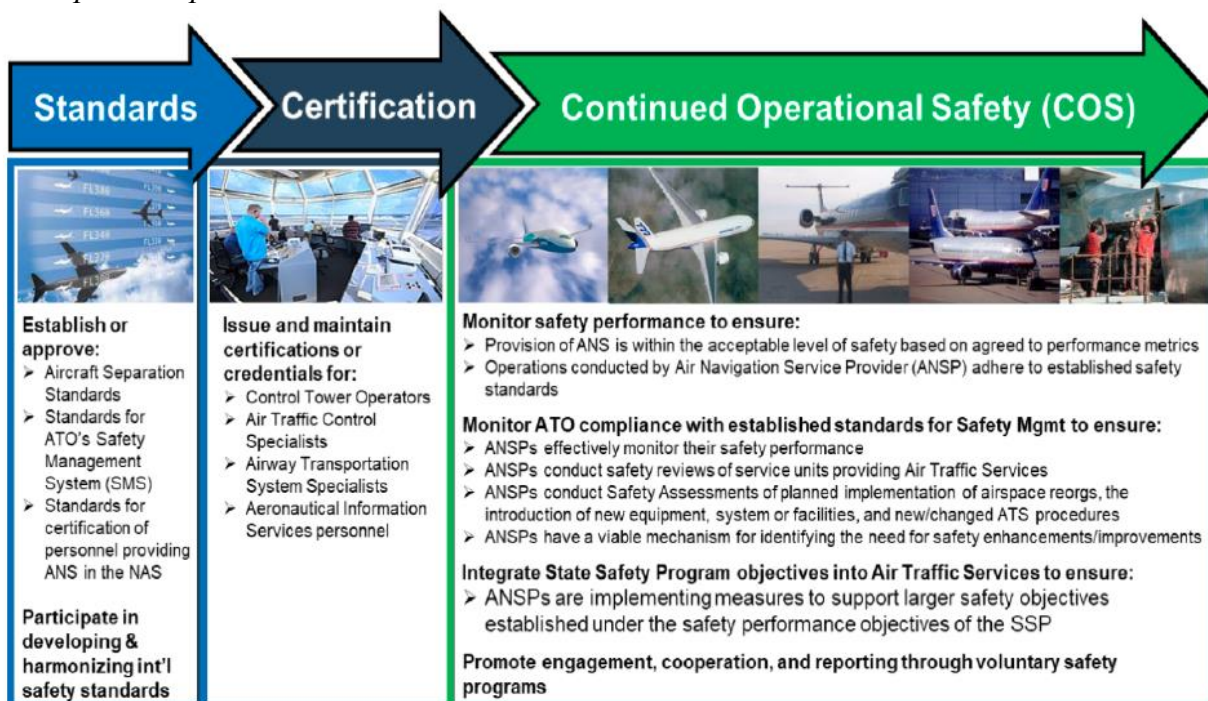 Standards
Certification
Continued Operational Safety (COS)
FL386
FL360
Establish or
approve:
➢ Aircraft Separation
Standards
➢ Standards for
ATO's Safety
Management
System (SMS)
➢ Standards for
certification of
personnel providing
ANS in the NAS
Participate in
developing &
harmonizing int'l
safety standards
Issue and maintain
certifications or
credentials for:
➢ Control Tower Operators
➢ Air Traffic Control
Specialists
➢ Airway Transportation
System Specialists
➢ Aeronautical Information
Services personnel
777
Monitor safety performance to ensure:
➢ Provision of ANS is within the acceptable level of safety based on agreed to performance metrics
➢ Operations conducted by Air Navigation Service Provider (ANSP) adhere to established safety
standards
Monitor ATO compliance with established standards for Safety Mgmt to ensure:
➢ ANSPs effectively monitor their safety performance
➢ ANSPs conduct safety reviews of service units providing Air Traffic Services
➢ ANSPs conduct Safety Assessments of planned implementation of airspace reorgs, the
introduction of new equipment, system or facilities, and new/changed ATS procedures
➢ ANSPs have a viable mechanism for identifying the need for safety enhancements/improvements
Integrate State Safety Program objectives into Air Traffic Services to ensure:
➢ ANSPs are implementing measures to support larger safety objectives
established under the safety performance objectives of the SSP
Promote engagement, cooperation, and reporting through voluntary safety
programs